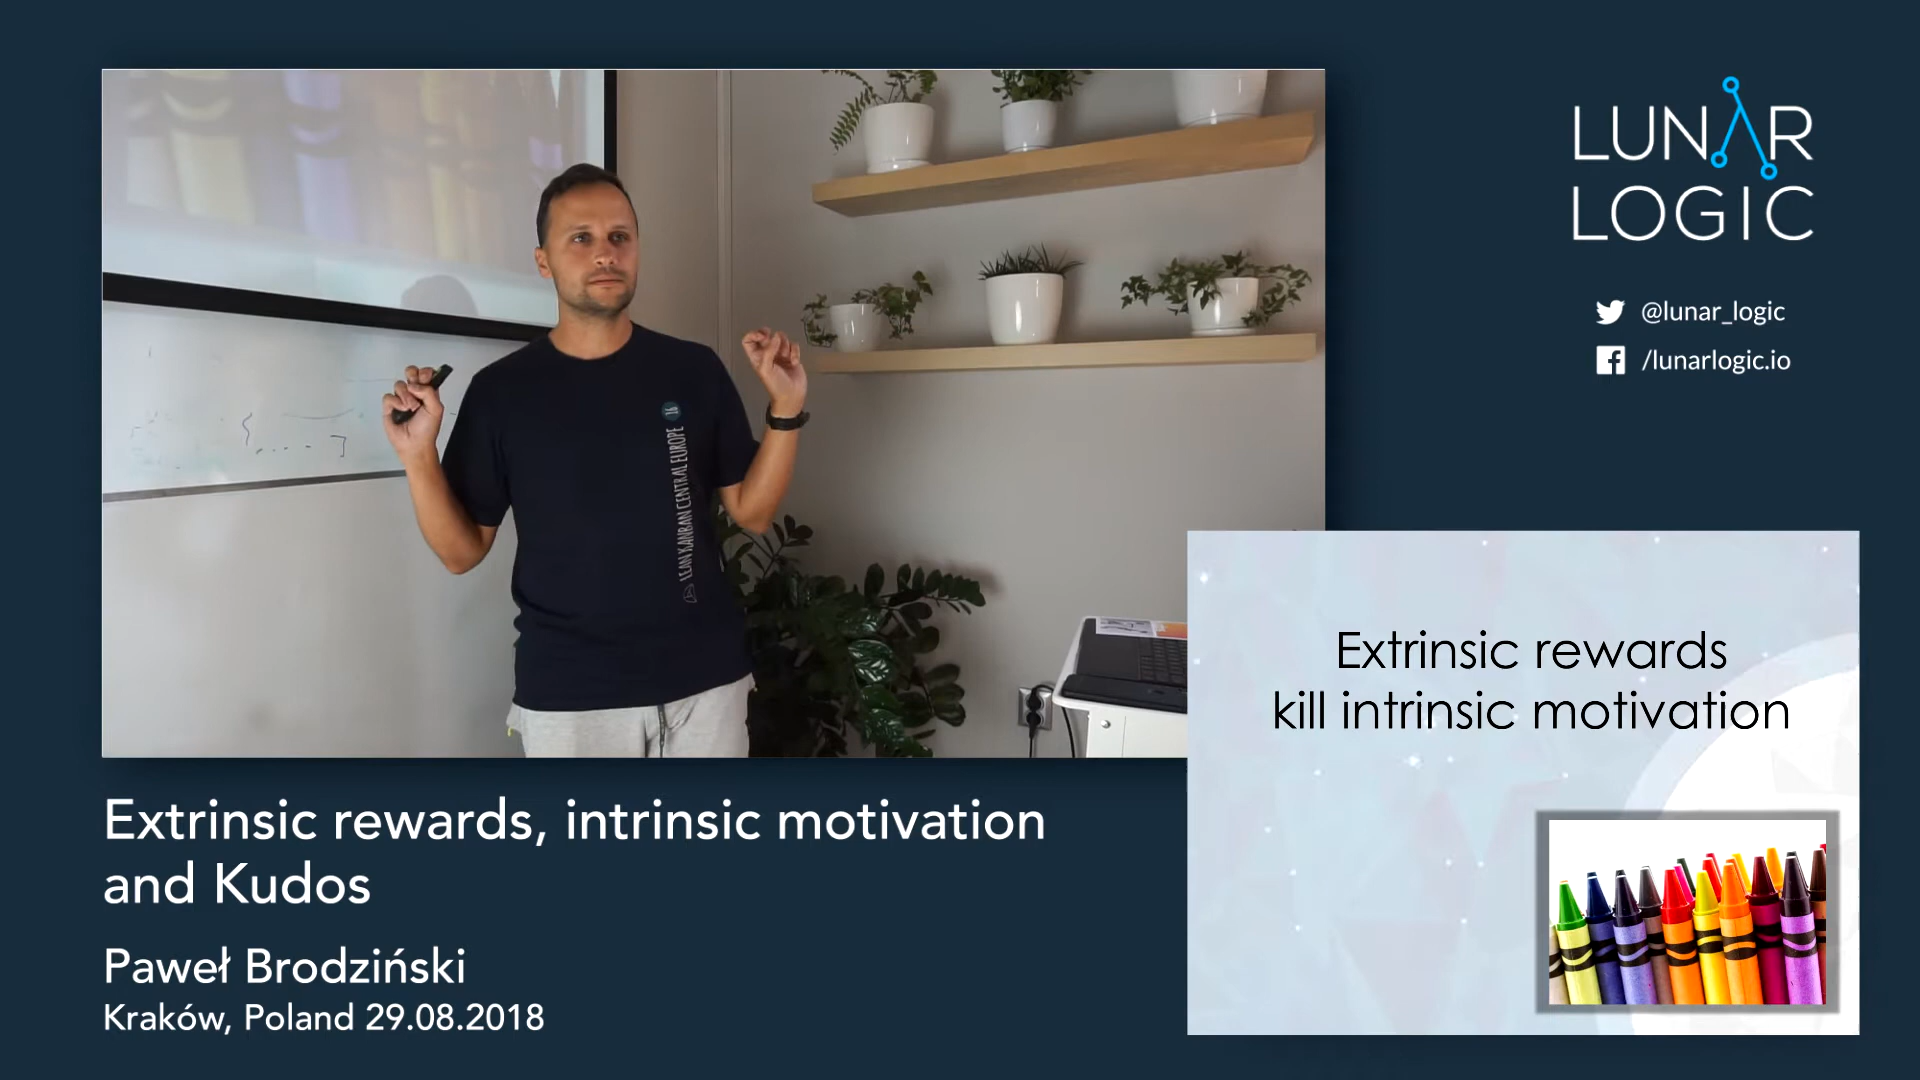 LUNAR
LOGIC
@lunar_logic
/lunarlogic.io
LEAN KANBAN CENTRAL EUROPE 16
Extrinsic rewards
kill intrinsic motivation
Extrinsic rewards, intrinsic motivation
and Kudos
Paweł Brodziński
Kraków, Poland 29.08.2018